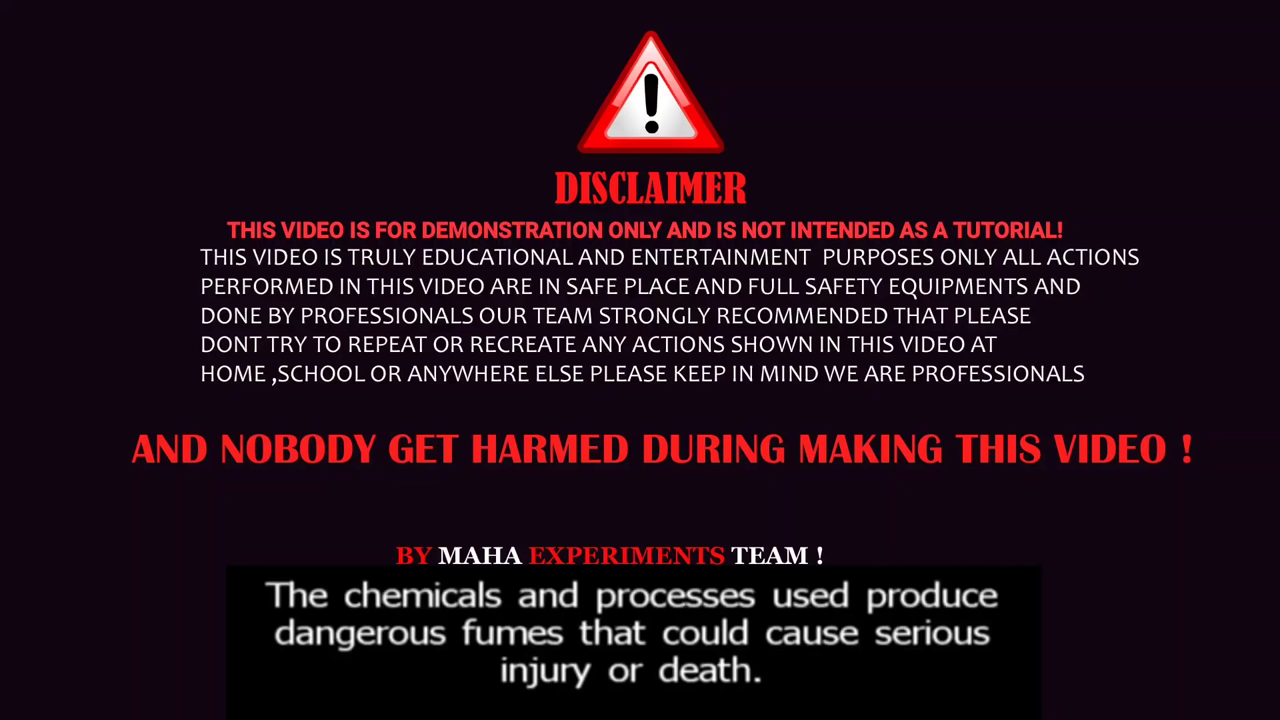 DISCLAIMER
THIS VIDEO IS FOR DEMONSTRATION ONLY AND IS NOT INTENDED AS A TUTORIAL!
THIS VIDEO IS TRULY EDUCATIONAL AND ENTERTAINMENT PURPOSES ONLY ALL ACTIONS
PERFORMED IN THIS VIDEO ARE IN SAFE PLACE AND FULL SAFETY EQUIPMENTS AND
DONE BY PROFESSIONALS OUR TEAM STRONGLY RECOMMENDED THAT PLEASE
DONT TRY TO REPEAT OR RECREATE ANY ACTIONS SHOWN IN THIS VIDEO AT
HOME ,SCHOOL OR ANYWHERE ELSE PLEASE KEEP IN MIND WE ARE PROFESSIONALS
AND NOBODY GET HARMED DURING MAKING THIS VIDEO !
BY MAHA EXPERIMENTS TEAM !
The chemicals and processes used produce
dangerous fumes that could cause serious
injury or death.